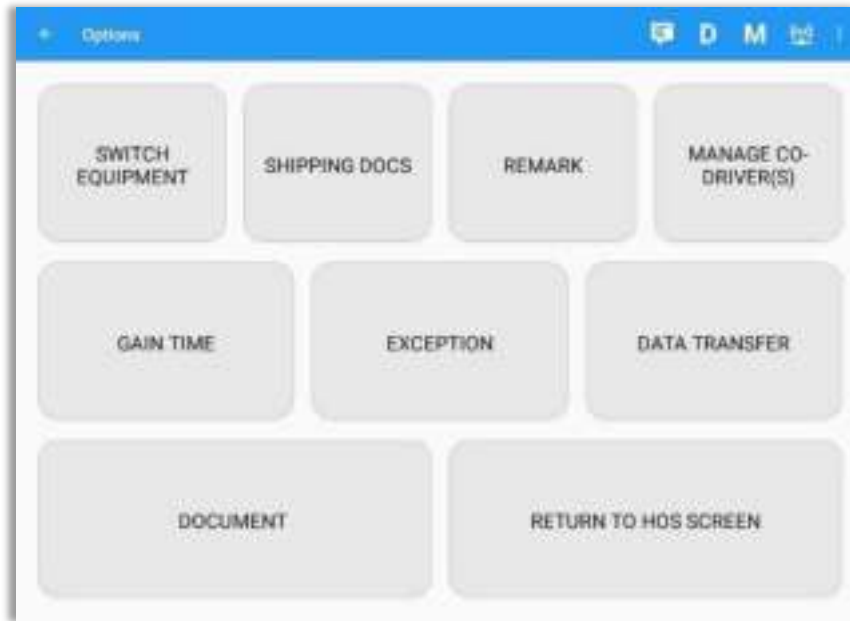 Options
D M
SWITCH
EQUIPMENT
SHIPPING DOCS
REMARK
MANAGE CO-
DRIVER(S)
GAIN TIME
EXCEPTION
DATA TRANSFER
DOCUMENT
RETURN TO HOS SCREEN